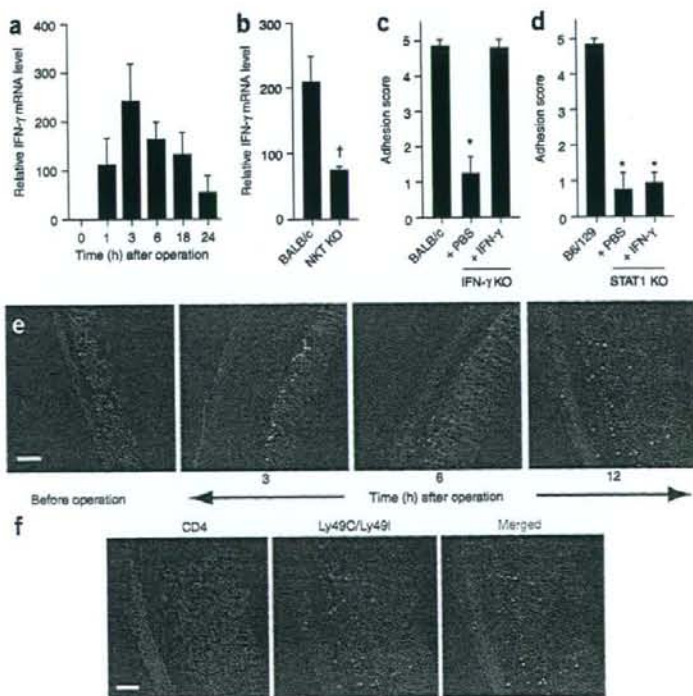 a
Relative IFN-γ mRNA level
400
300
200
100
0
0 1 3 6 18 24
Time (h) after operation
b
Relative IFN-γ mRNA level
300
200
100
0
†
BALB/c
NKT KO
c
Adhesion score
5
4
3
2
1
0
*
BALB/c
+ PBS
+ IFN-γ
IFN-γ KO
d
Adhesion score
5
4
3
2
1
0
* *
B6/129
+ PBS
+ IFN-γ
STAT1 KO
e
3 6 12
Before operation Time (h) after operation
f
CD4 Ly49C/Ly49I Merged